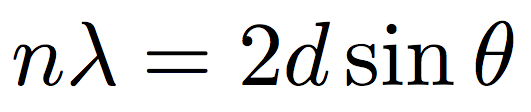 nλ = 2d sin θ